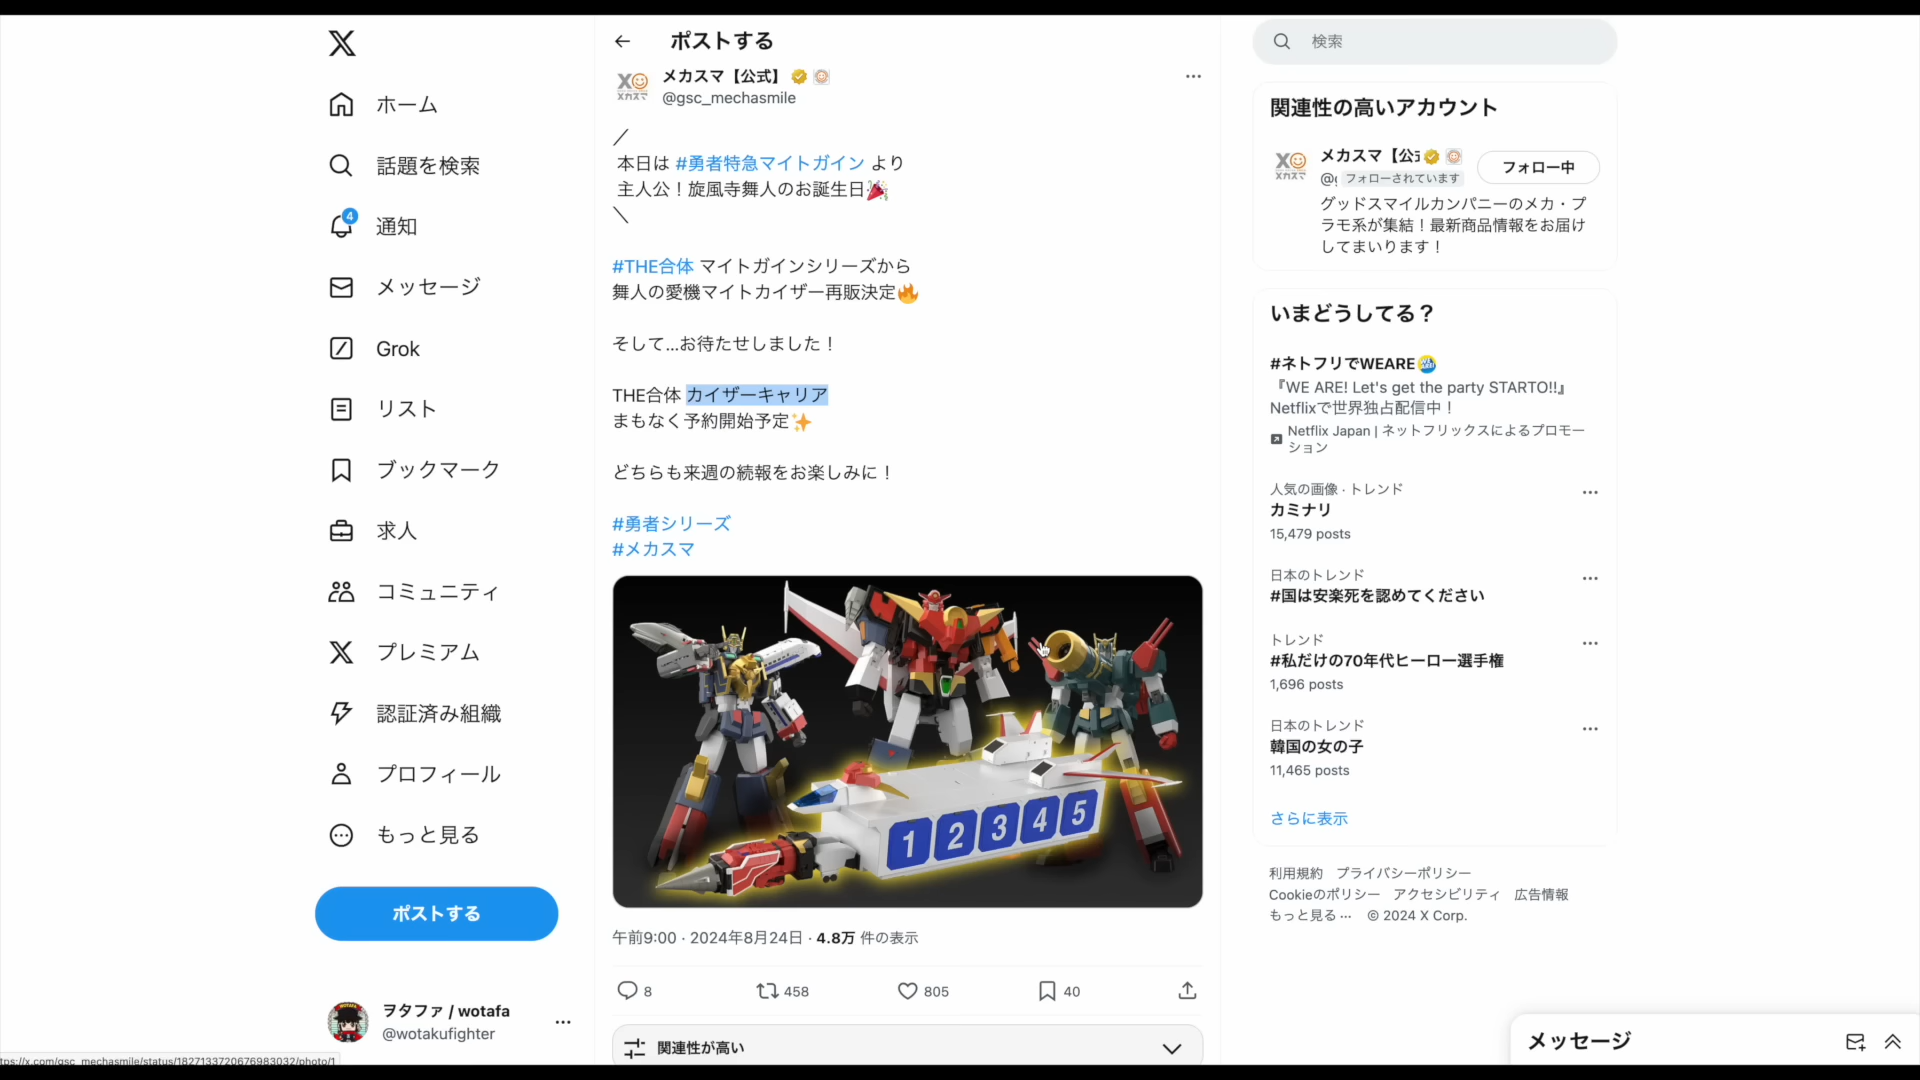 ホーム
話題を検索
4
通知
メッセージ
Grok
リスト
ブックマーク
求人
コミュニティ
プレミアム
認証済み組織
プロフィール
もっと見る
ポストする
ヲタファ / wotafa
@wotakufighter
tps://x.com/gsc_mechasmile/status/1827133720676983032/photo/1
ポストする
メカスマ【公式】
@gsc_mechasmile
／
本日は #勇者特急マイトガイン より
主人公！旋風寺舞人のお誕生日
＼
#THE合体 マイトガインシリーズから
舞人の愛機マイトカイザー再販決定
そして...お待たせしました！
THE合体 カイザーキャリア
まもなく予約開始予定
どちらも来週の続報をお楽しみに！
#勇者シリーズ
#メカスマ
1 2 3 4 5
午前9:00 · 2024年8月24日 · 4.8万 件の表示
8
458
805
40
関連性が高い
検索
関連性の高いアカウント
メカスマ【公式
@g
フォローされています
フォロー中
グッドスマイルカンパニーのメカ・プ
ラモ系が集結！最新商品情報をお届け
してまいります！
いまどうしてる？
#ネトフリでWEARE
『WE ARE! Let's get the party STARTO!!』
Netflixで世界独占配信中！
Netflix Japan | ネットフリックスによるプロモー
ション
人気の画像 · トレンド
カミナリ
15,479 posts
日本のトレンド
#国は安楽死を認めてください
トレンド
#私だけの70年代ヒーロー選手権
1,696 posts
日本のトレンド
韓国の女の子
11,465 posts
さらに表示
利用規約 プライバシーポリシー
Cookieのポリシー アクセシビリティ 広告情報
もっと見る ··· © 2024 X Corp.
メッセージ